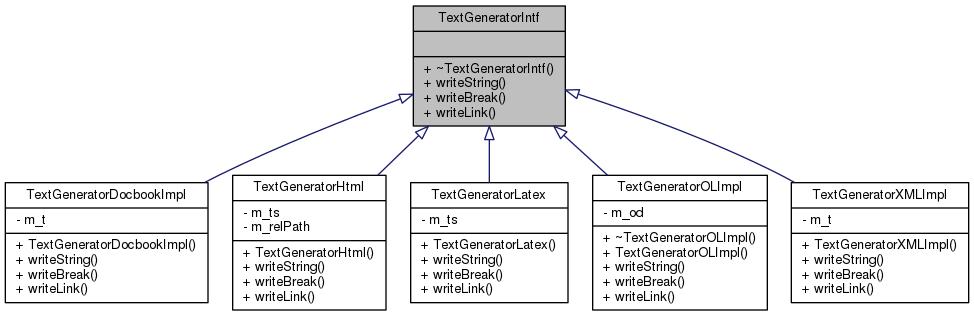 TextGeneratorIntf
+ ~TextGeneratorIntf()
+ writeString()
+ writeBreak()
+ writeLink()
TextGeneratorDocbookImpl
- m_t
+ TextGeneratorDocbookImpl()
+ writeString()
+ writeBreak()
+ writeLink()
TextGeneratorHtml
- m_ts
- m_relPath
+ TextGeneratorHtml()
+ writeString()
+ writeBreak()
+ writeLink()
TextGeneratorLatex
- m_ts
+ TextGeneratorLatex()
+ writeString()
+ writeBreak()
+ writeLink()
TextGeneratorOLImpl
- m_od
+ ~TextGeneratorOLImpl()
+ TextGeneratorOLImpl()
+ writeString()
+ writeBreak()
+ writeLink()
TextGeneratorXMLImpl
- m_t
+ TextGeneratorXMLImpl()
+ writeString()
+ writeBreak()
+ writeLink()